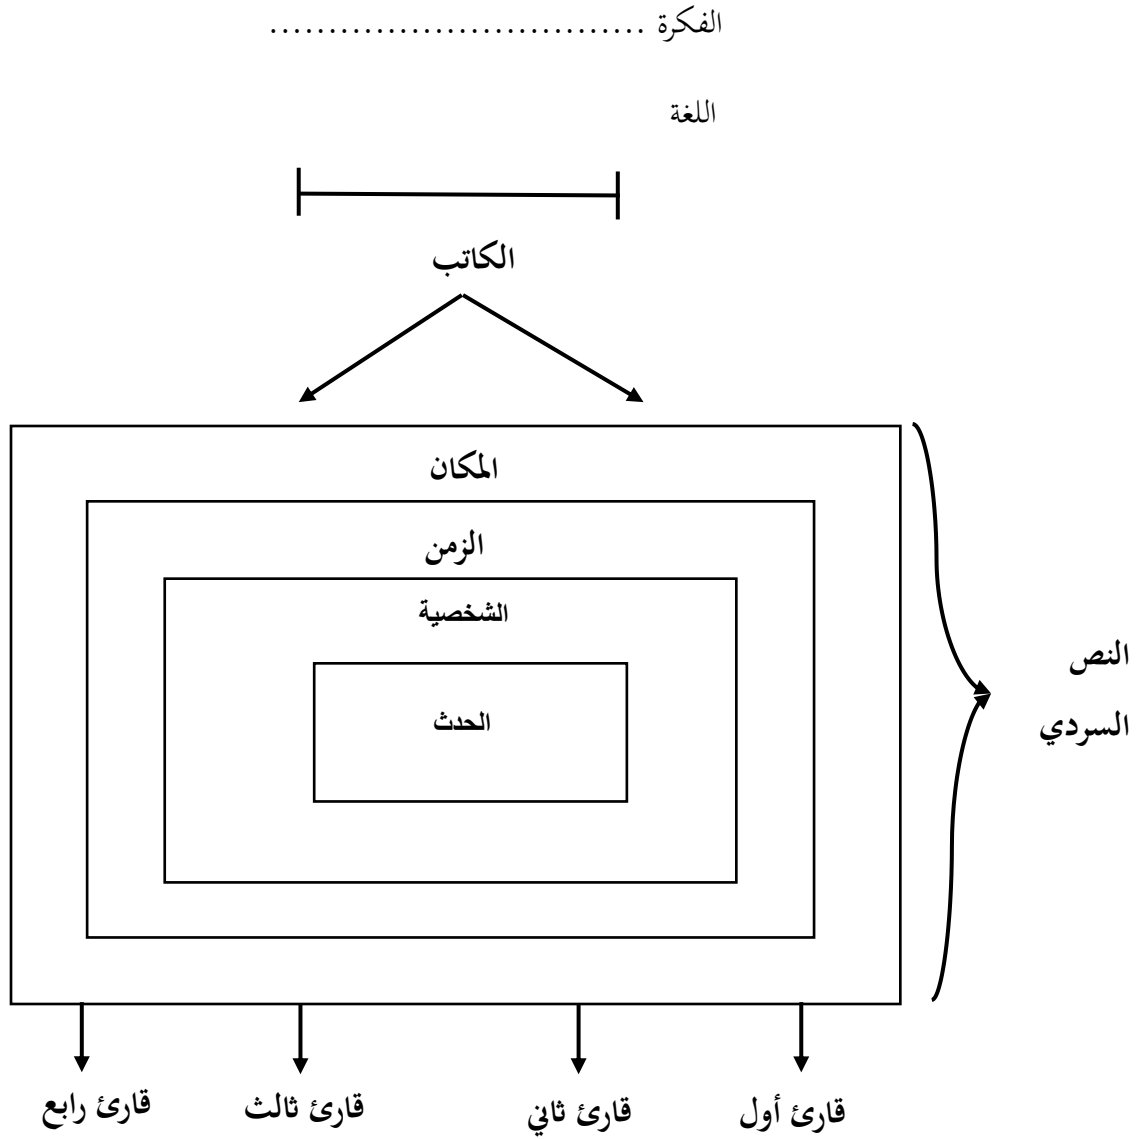 الفكرة ................................
اللغة
الكاتب
المكان
الزمن
الشخصية
الحدث
النص
السردي
قارئ أول
قارئ ثاني
قارئ ثالث
قارئ رابع